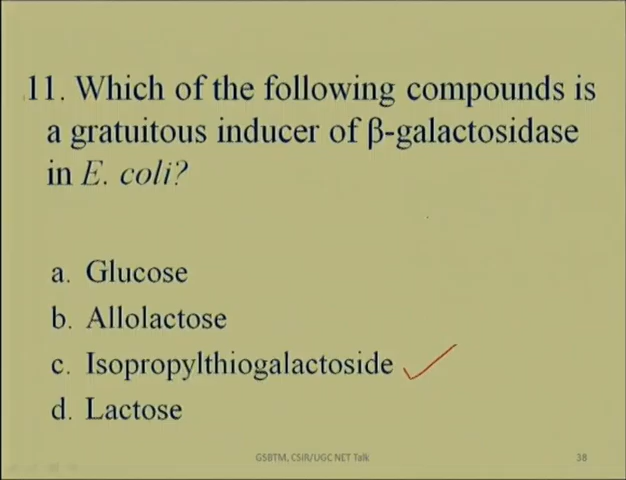 11. Which of the following compounds is
a gratuitous inducer of β-galactosidase
in E. coli?
a. Glucose
b. Allolactose
c. Isopropylthiogalactoside
d. Lactose
GSBTM, CSIR/UGC NET Talk
38